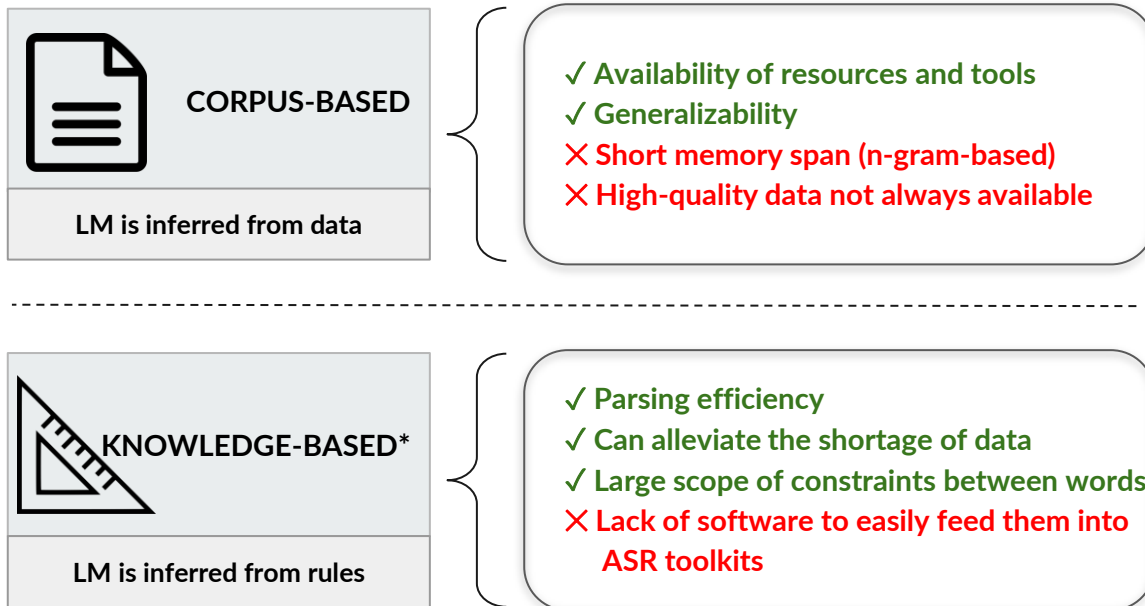 CORPUS-BASED
LM is inferred from data
✓ Availability of resources and tools
✓ Generalizability
✕ Short memory span (n-gram-based)
✕ High-quality data not always available
KNOWLEDGE-BASED*
LM is inferred from rules
✓ Parsing efficiency
✓ Can alleviate the shortage of data
✓ Large scope of constraints between words
✕ Lack of software to easily feed them into
ASR toolkits